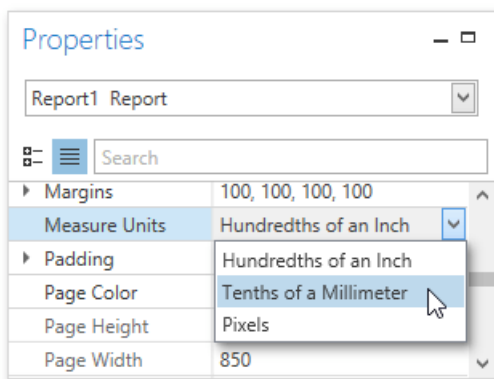 Properties
Report1 Report
Search
Margins 100, 100, 100, 100
Measure Units Hundredths of an Inch
Padding Hundredths of an Inch
Page Color Tenths of a Millimeter
Page Height Pixels
Page Width 850